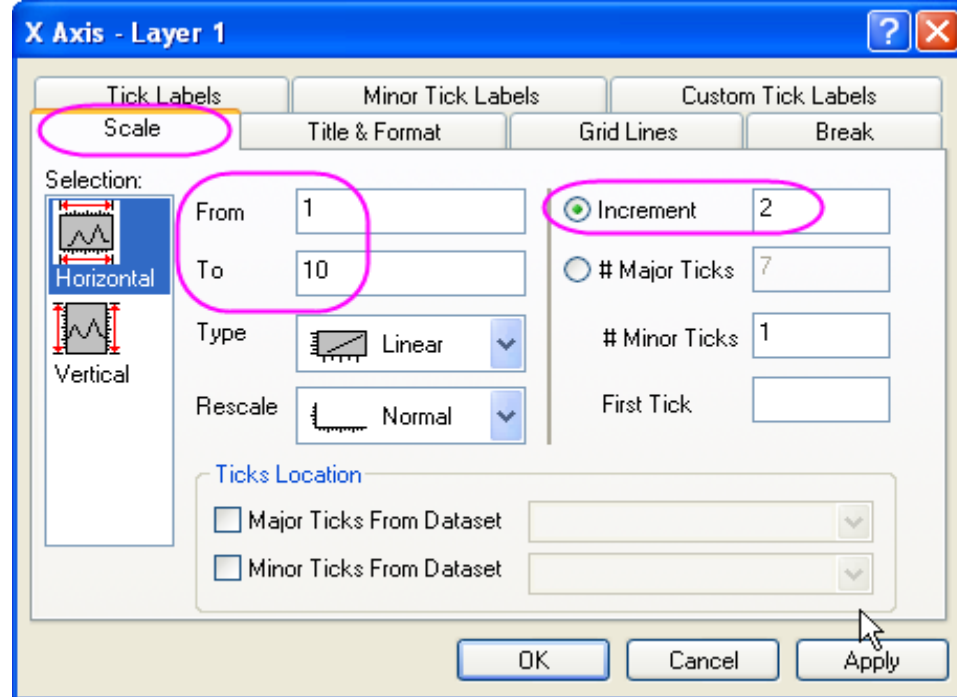 X Axis - Layer 1
Tick Labels Minor Tick Labels Custom Tick Labels
Scale Title & Format Grid Lines Break
Selection:
Horizontal
Vertical
From 1
To 10
Type Linear
Rescale Normal
Increment 2
# Major Ticks 7
# Minor Ticks 1
First Tick
Ticks Location
Major Ticks From Dataset
Minor Ticks From Dataset
OK Cancel Apply